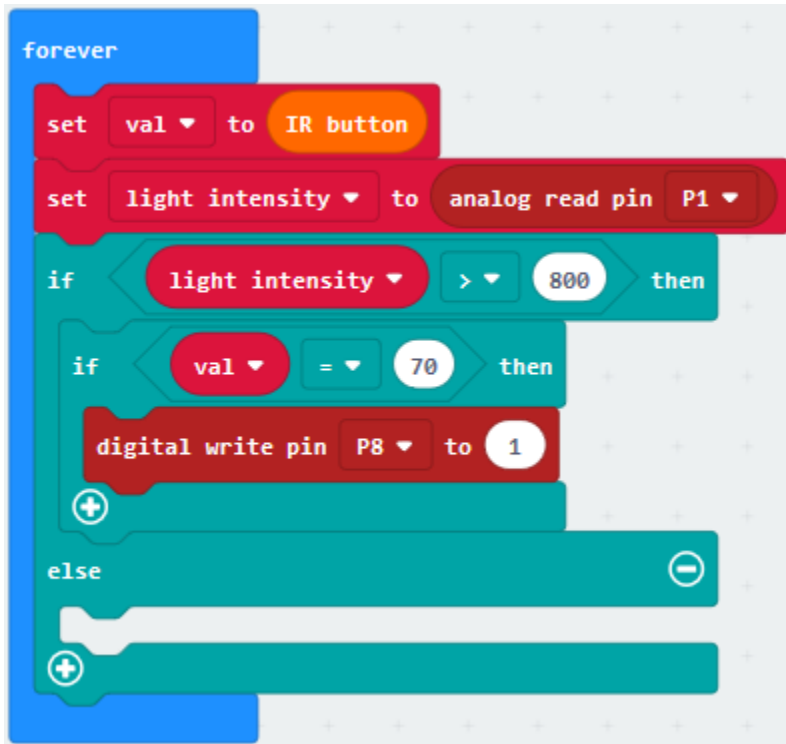 forever
set val to IR button
set light intensity to analog read pin P1
if light intensity > 800 then
if val = 70 then
digital write pin P8 to 1
else